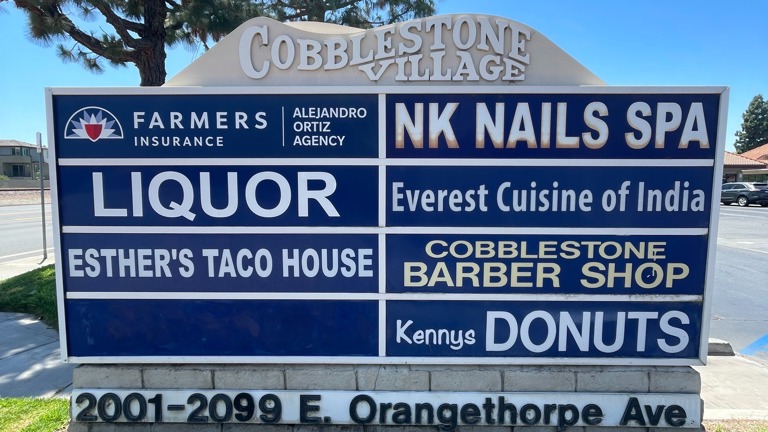 COBBLESTONE
VILLAGE
FARMERS
INSURANCE
ALEJANDRO
ORTIZ
AGENCY
NK NAILS SPA
LIQUOR
Everest Cuisine of India
ESTHER'S TACO HOUSE
COBBLESTONE
BARBER SHOP
Kennys DONUTS
2001-2099 E. Orangethorpe Ave